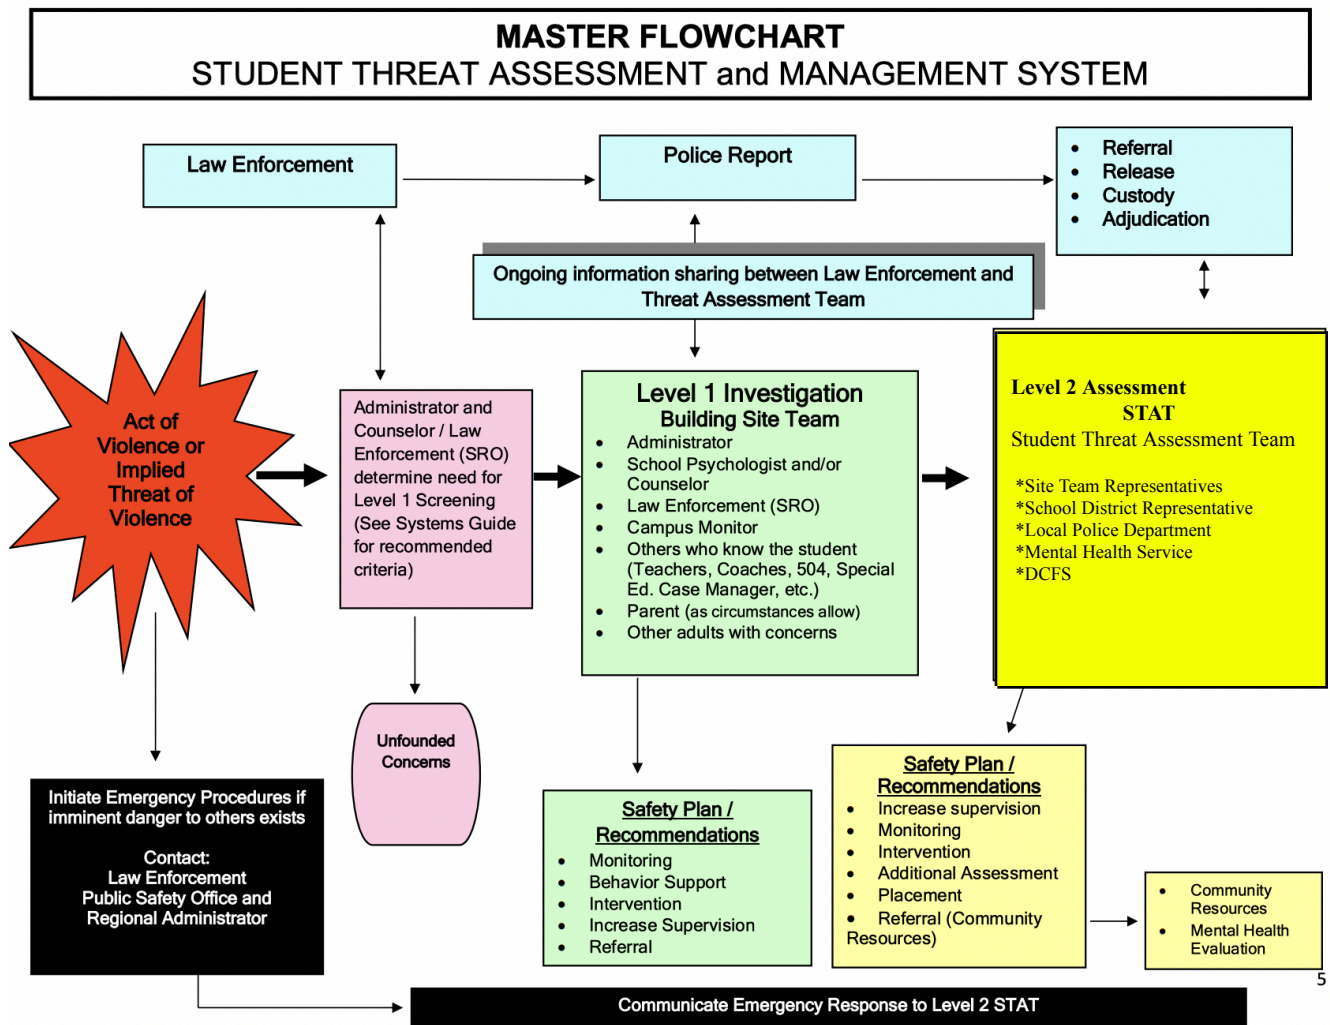 MASTER FLOWCHART
STUDENT THREAT ASSESSMENT and MANAGEMENT SYSTEM
Law Enforcement
Police Report
• Referral
• Release
• Custody
• Adjudication
Ongoing information sharing between Law Enforcement and
Threat Assessment Team
Act of
Violence or
Implied
Threat of
Violence
Administrator and
Counselor / Law
Enforcement (SRO)
determine need for
Level 1 Screening
(See Systems Guide
for recommended
criteria)
Level 1 Investigation
Building Site Team
• Administrator
• School Psychologist and/or
Counselor
• Law Enforcement (SRO)
• Campus Monitor
• Others who know the student
(Teachers, Coaches, 504, Special
Ed. Case Manager, etc.)
• Parent (as circumstances allow)
• Other adults with concerns
Level 2 Assessment
STAT
Student Threat Assessment Team
*Site Team Representatives
*School District Representative
*Local Police Department
*Mental Health Service
*DCFS
Unfounded
Concerns
Initiate Emergency Procedures if
imminent danger to others exists
Contact:
Law Enforcement
Public Safety Office and
Regional Administrator
Safety Plan /
Recommendations
• Monitoring
• Behavior Support
• Intervention
• Increase Supervision
• Referral
Safety Plan /
Recommendations
• Increase supervision
• Monitoring
• Intervention
• Additional Assessment
• Placement
• Referral (Community
Resources)
• Community
Resources
• Mental Health
Evaluation
5
Communicate Emergency Response to Level 2 STAT